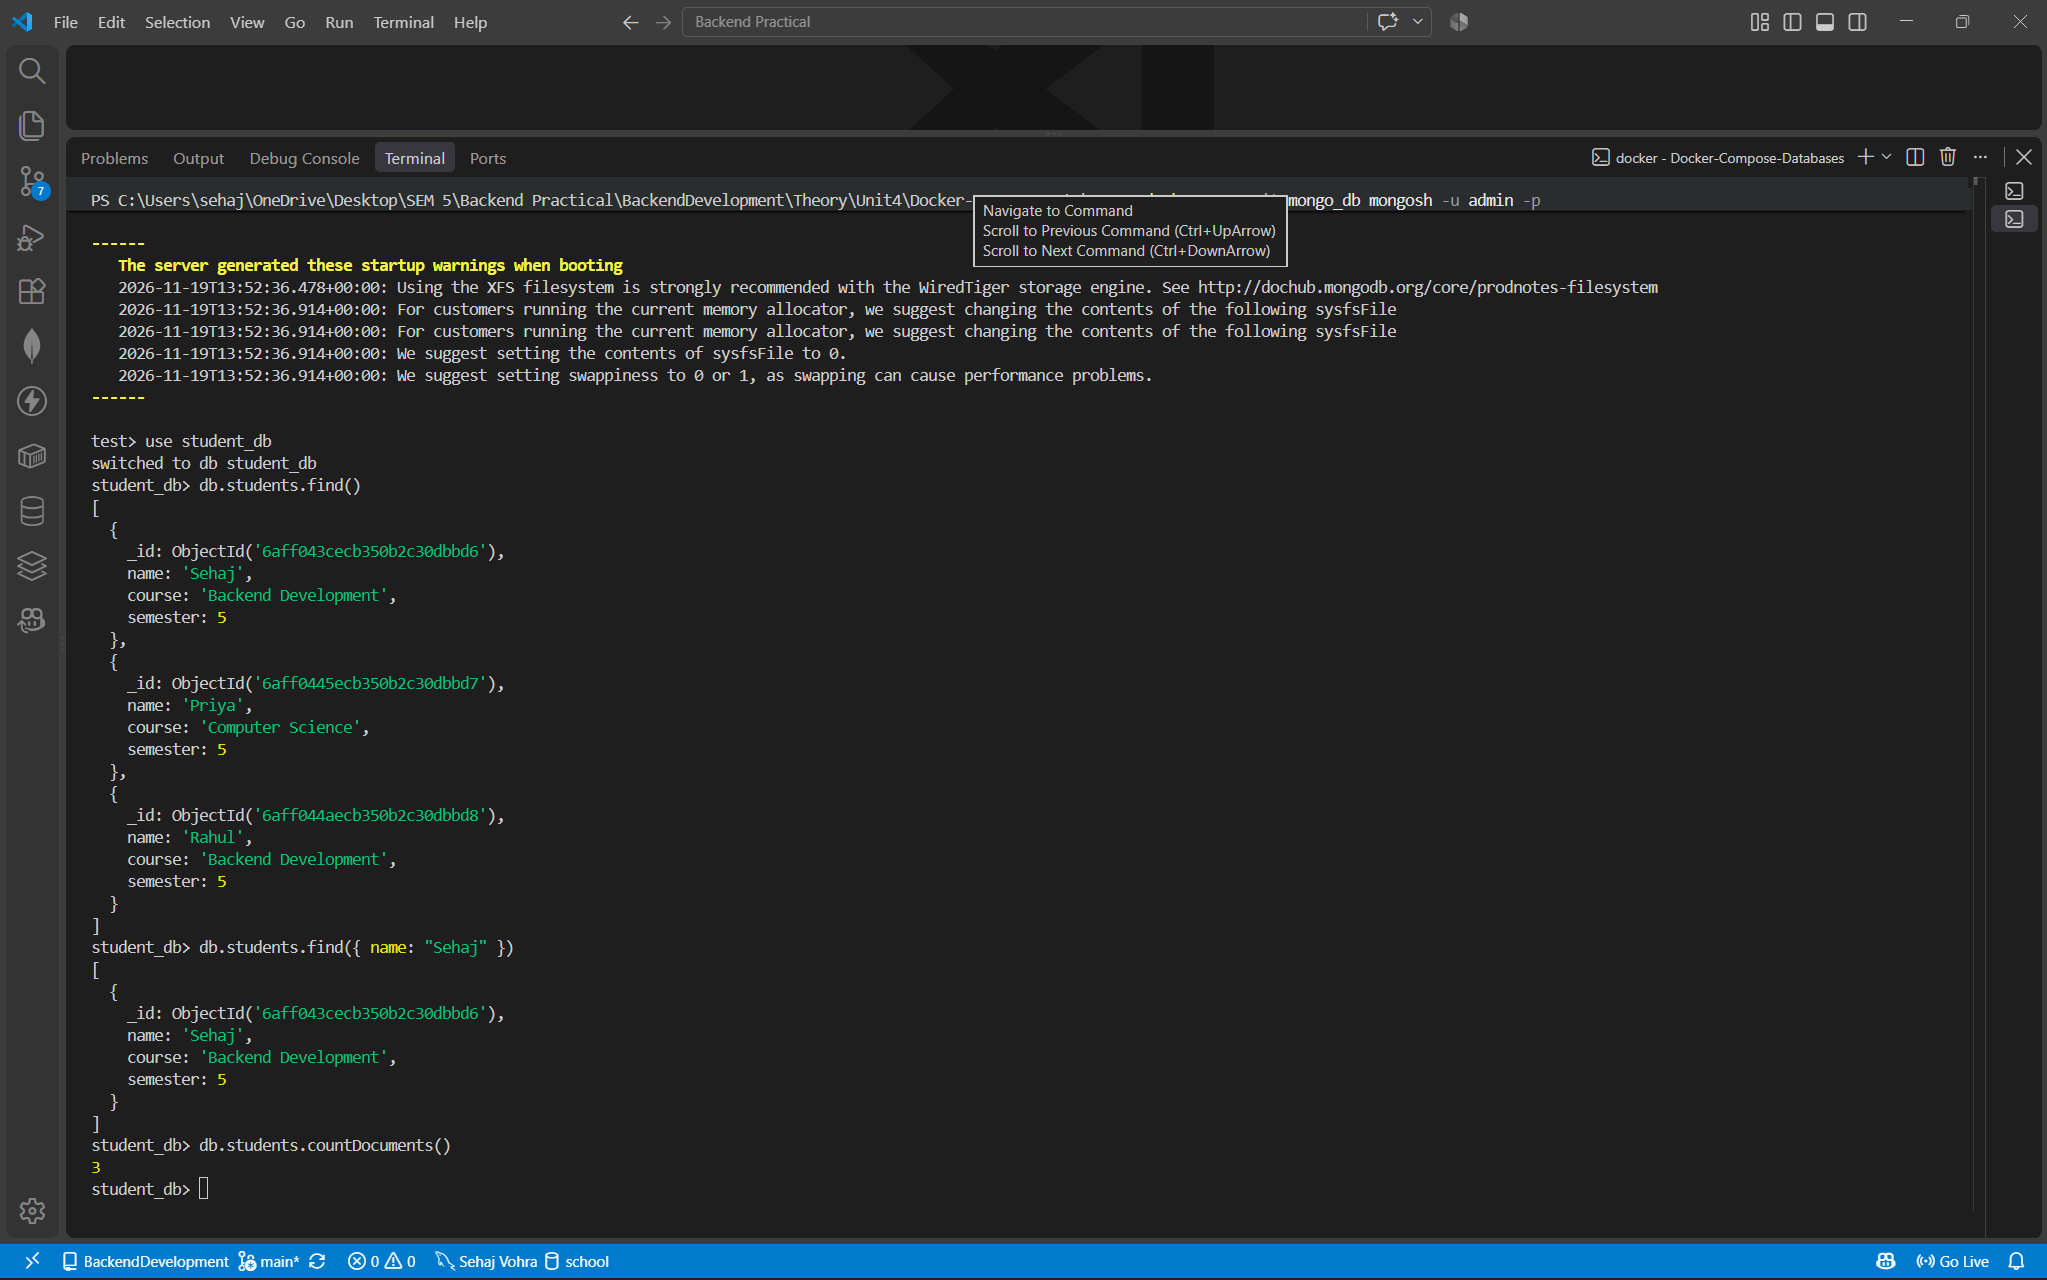 File Edit Selection View Go Run Terminal Help
Backend Practical
Problems Output Debug Console Terminal Ports
docker - Docker-Compose-Databases
PS C:\Users\sehaj\OneDrive\Desktop\SEM 5\Backend Practical\BackendDevelopment\Theory\Unit4\Docker- mongo_db mongosh -u admin -p
Navigate to Command
Scroll to Previous Command (Ctrl+UpArrow)
Scroll to Next Command (Ctrl+DownArrow)
------
The server generated these startup warnings when booting
2026-11-19T13:52:36.478+00:00: Using the XFS filesystem is strongly recommended with the WiredTiger storage engine. See http://dochub.mongodb.org/core/prodnotes-filesystem
2026-11-19T13:52:36.914+00:00: For customers running the current memory allocator, we suggest changing the contents of the following sysfsFile
2026-11-19T13:52:36.914+00:00: For customers running the current memory allocator, we suggest changing the contents of the following sysfsFile
2026-11-19T13:52:36.914+00:00: We suggest setting the contents of sysfsFile to 0.
2026-11-19T13:52:36.914+00:00: We suggest setting swappiness to 0 or 1, as swapping can cause performance problems.
------
test> use student_db
switched to db student_db
student_db> db.students.find()
[
{
_id: ObjectId('6aff043cecb350b2c30dbbd6'),
name: 'Sehaj',
course: 'Backend Development',
semester: 5
},
{
_id: ObjectId('6aff0445ecb350b2c30dbbd7'),
name: 'Priya',
course: 'Computer Science',
semester: 5
},
{
_id: ObjectId('6aff044aecb350b2c30dbbd8'),
name: 'Rahul',
course: 'Backend Development',
semester: 5
}
]
student_db> db.students.find({ name: "Sehaj" })
[
{
_id: ObjectId('6aff043cecb350b2c30dbbd6'),
name: 'Sehaj',
course: 'Backend Development',
semester: 5
}
]
student_db> db.students.countDocuments()
3
student_db>
7
BackendDevelopment main* 0 0 Sehaj Vohra school Go Live